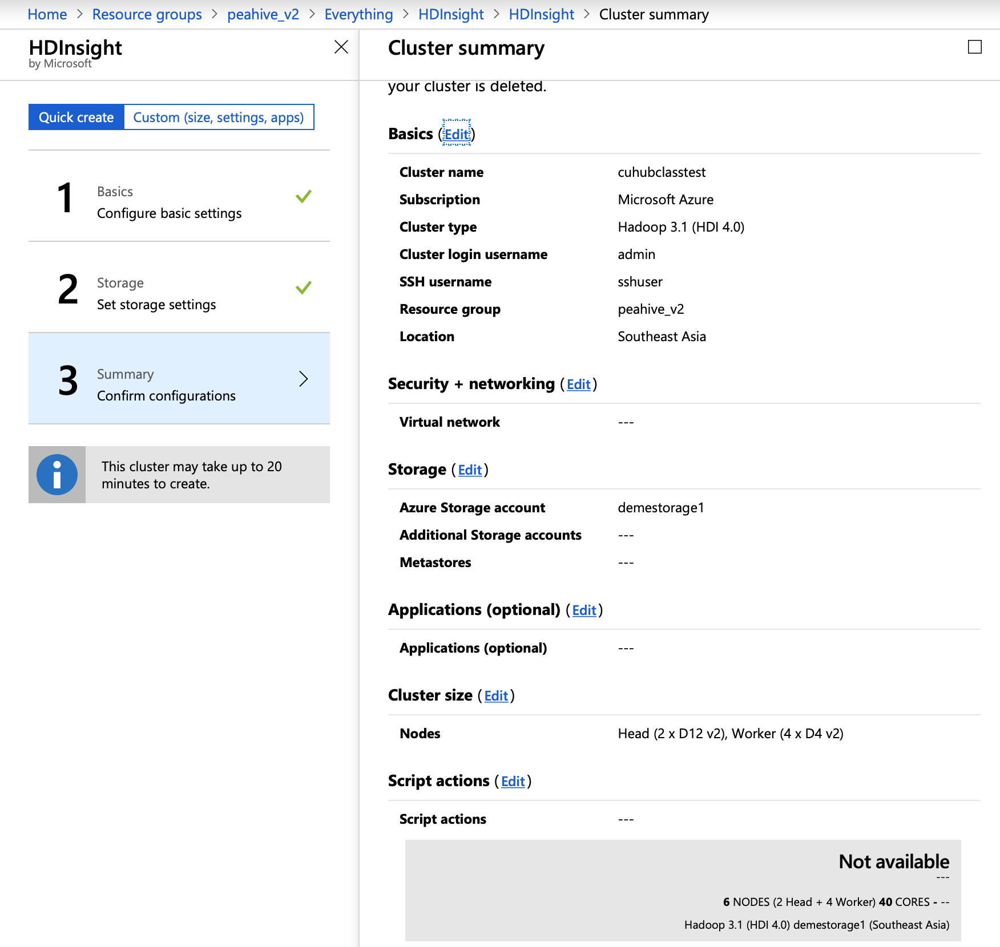 Home > Resource groups > peahive_v2 > Everything > HDInsight > HDInsight > Cluster summary
HDInsight
by Microsoft
Quick create Custom (size, settings, apps)
1 Basics
Configure basic settings
2 Storage
Set storage settings
3 Summary
Confirm configurations
This cluster may take up to 20
minutes to create.
Cluster summary
your cluster is deleted.
Basics (Edit)
Cluster name cuhubclasstest
Subscription Microsoft Azure
Cluster type Hadoop 3.1 (HDI 4.0)
Cluster login username admin
SSH username sshuser
Resource group peahive_v2
Location Southeast Asia
Security + networking (Edit)
Virtual network ---
Storage (Edit)
Azure Storage account demestorage1
Additional Storage accounts ---
Metastores ---
Applications (optional) (Edit)
Applications (optional) ---
Cluster size (Edit)
Nodes Head (2 x D12 v2), Worker (4 x D4 v2)
Script actions (Edit)
Script actions ---
Not available
---
6 NODES (2 Head + 4 Worker) 40 CORES - --
Hadoop 3.1 (HDI 4.0) demestorage1 (Southeast Asia)